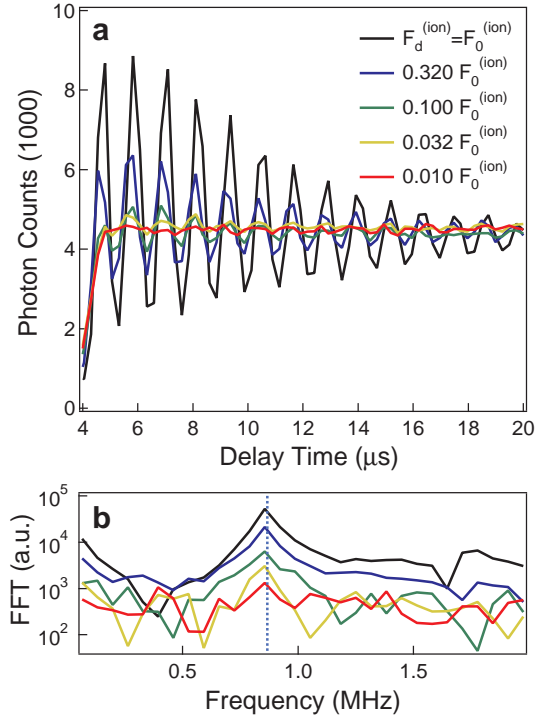 a
F_d^(ion)=F_0^(ion)
0.320 F_0^(ion)
0.100 F_0^(ion)
0.032 F_0^(ion)
0.010 F_0^(ion)
Photon Counts (1000)
10
8
6
4
2
0
4 6 8 10 12 14 16 18 20
Delay Time (μs)
b
FFT (a.u.)
10^5
10^4
10^3
10^2
0.5 1.0 1.5
Frequency (MHz)